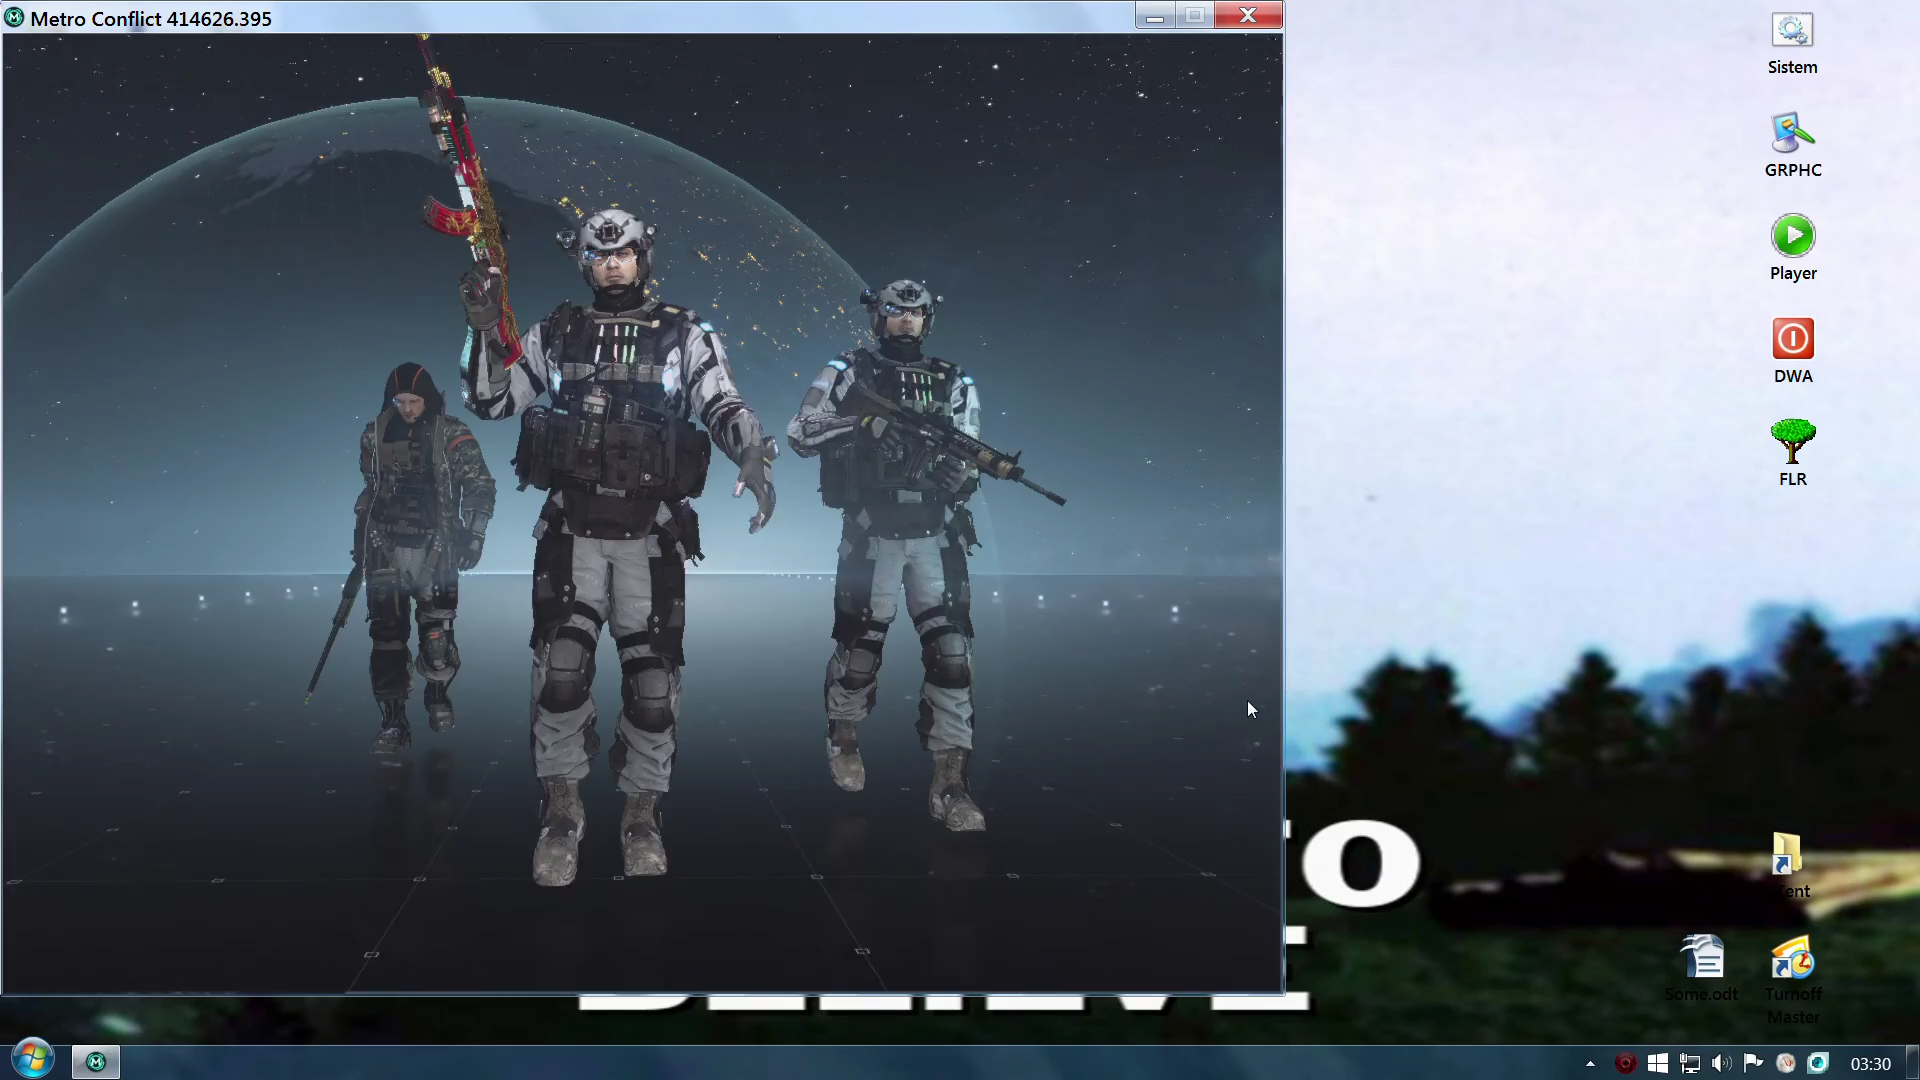 Metro Conflict 414626.395
Sistem
GRPHC
Player
DWA
FLR
Some.odt
Turnoff
Master
03:30